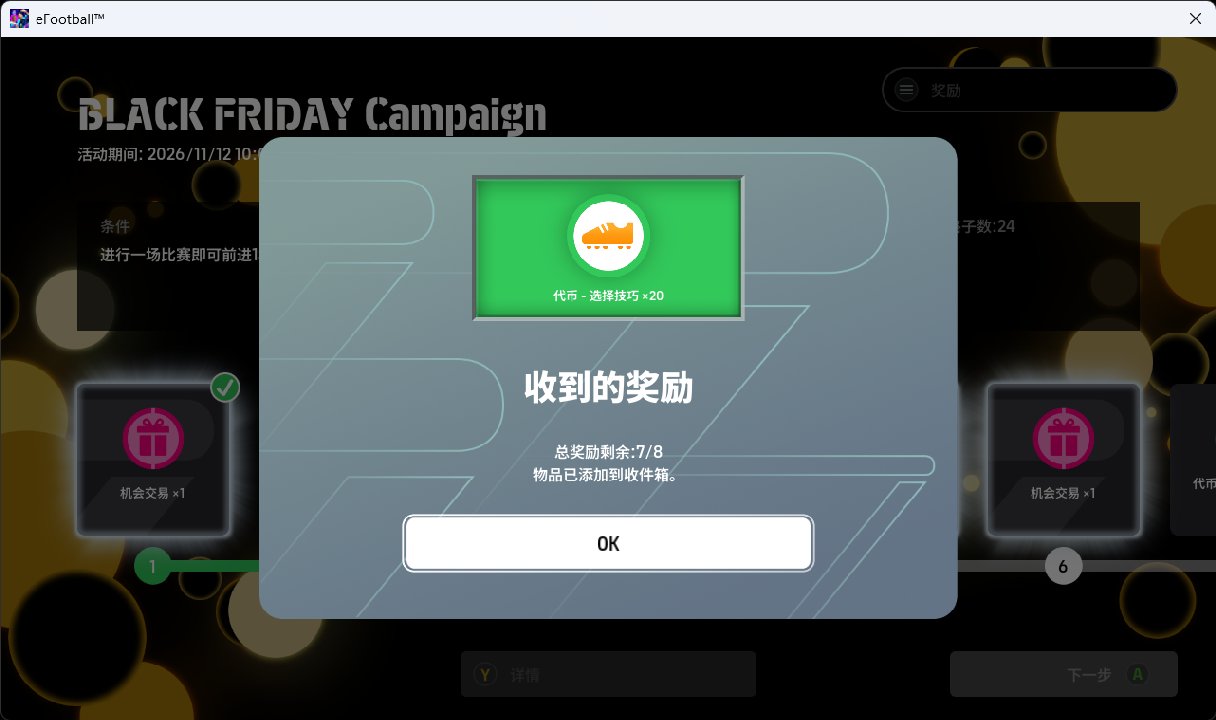 eFootball™
奖励
BLACK FRIDAY Campaign
活动期间: 2026/11/12 10:
条件
子数:24
进行一场比赛即可前进1
代币 - 选择技巧 ×20
收到的奖励
总奖励剩余:7/8
物品已添加到收件箱。
OK
机会交易 ×1
机会交易 ×1
代币
1
6
Y 详情
下一步 A